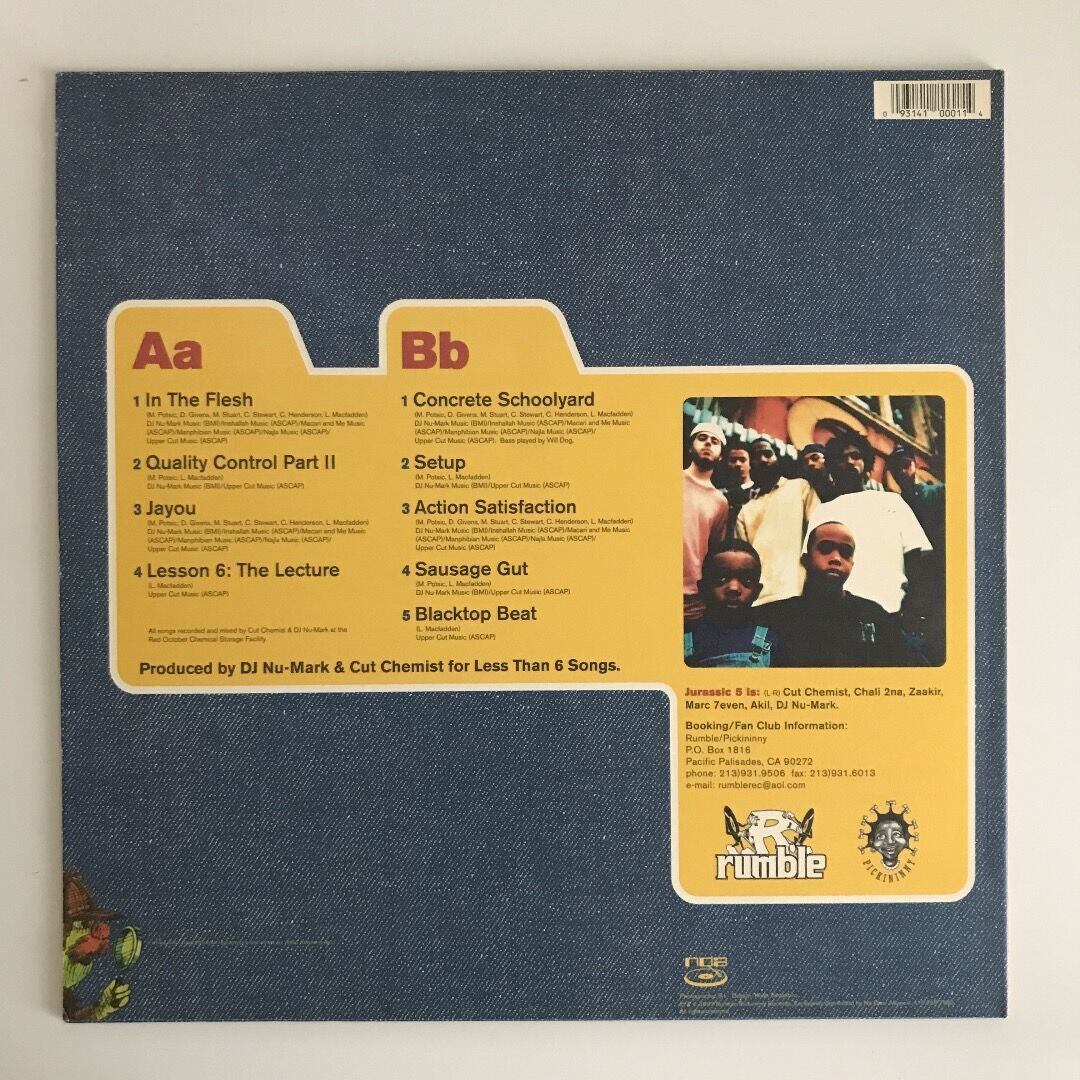 0 93141 00011 4
Aa
1 In The Flesh
(M. Potsic, D. Givens, M. Stuart, C. Stewart, C. Henderson, L. Macfadden)
DJ Nu-Mark Music (BMI)/Inshallah Music (ASCAP)/Macari and Me Music
(ASCAP)/Manphibian Music (ASCAP)/Najla Music (ASCAP)/
Upper Cut Music (ASCAP)
2 Quality Control Part II
(M. Potsic, L. Macfadden)
DJ Nu-Mark Music (BMI)/Upper Cut Music (ASCAP)
3 Jayou
(M. Potsic, D. Givens, M. Stuart, C. Stewart, C. Henderson, L. Macfadden)
DJ Nu-Mark Music (BMI)/Inshallah Music (ASCAP)/Macari and Me Music
(ASCAP)/Manphibian Music (ASCAP)/Najla Music (ASCAP)/
Upper Cut Music (ASCAP)
4 Lesson 6: The Lecture
(L. Macfadden)
Upper Cut Music (ASCAP)
All songs recorded and mixed by Cut Chemist & DJ Nu-Mark at the
Red October Chemical Storage Facility.
Bb
1 Concrete Schoolyard
(M. Potsic, D. Givens, M. Stuart, C. Stewart, C. Henderson, L. Macfadden)
DJ Nu-Mark Music (BMI)/Inshallah Music (ASCAP)/Macari and Me Music
(ASCAP)/Manphibian Music (ASCAP)/Najla Music (ASCAP)/
Upper Cut Music (ASCAP). Bass played by Will Dog.
2 Setup
(M. Potsic, L. Macfadden)
DJ Nu-Mark Music (BMI)/Upper Cut Music (ASCAP)
3 Action Satisfaction
(M. Potsic, D. Givens, M. Stuart, C. Stewart, C. Henderson, L. Macfadden)
DJ Nu-Mark Music (BMI)/Inshallah Music (ASCAP)/Macari and Me Music
(ASCAP)/Manphibian Music (ASCAP)/Najla Music (ASCAP)/
Upper Cut Music (ASCAP)
4 Sausage Gut
(M. Potsic, L. Macfadden)
DJ Nu-Mark Music (BMI)/Upper Cut Music (ASCAP)
5 Blacktop Beat
(L. Macfadden)
Upper Cut Music (ASCAP)
Produced by DJ Nu-Mark & Cut Chemist for Less Than 6 Songs.
Jurassic 5 is: (L-R) Cut Chemist, Chali 2na, Zaakir,
Marc 7even, Akil, DJ Nu-Mark.
Booking/Fan Club Information:
Rumble/Pickininny
P.O. Box 1816
Pacific Palisades, CA 90272
phone: 213)931.9506 fax: 213)931.6013
e-mail: rumblerec@aol.com
R
rumble
PICKININNY
All rights reserved.